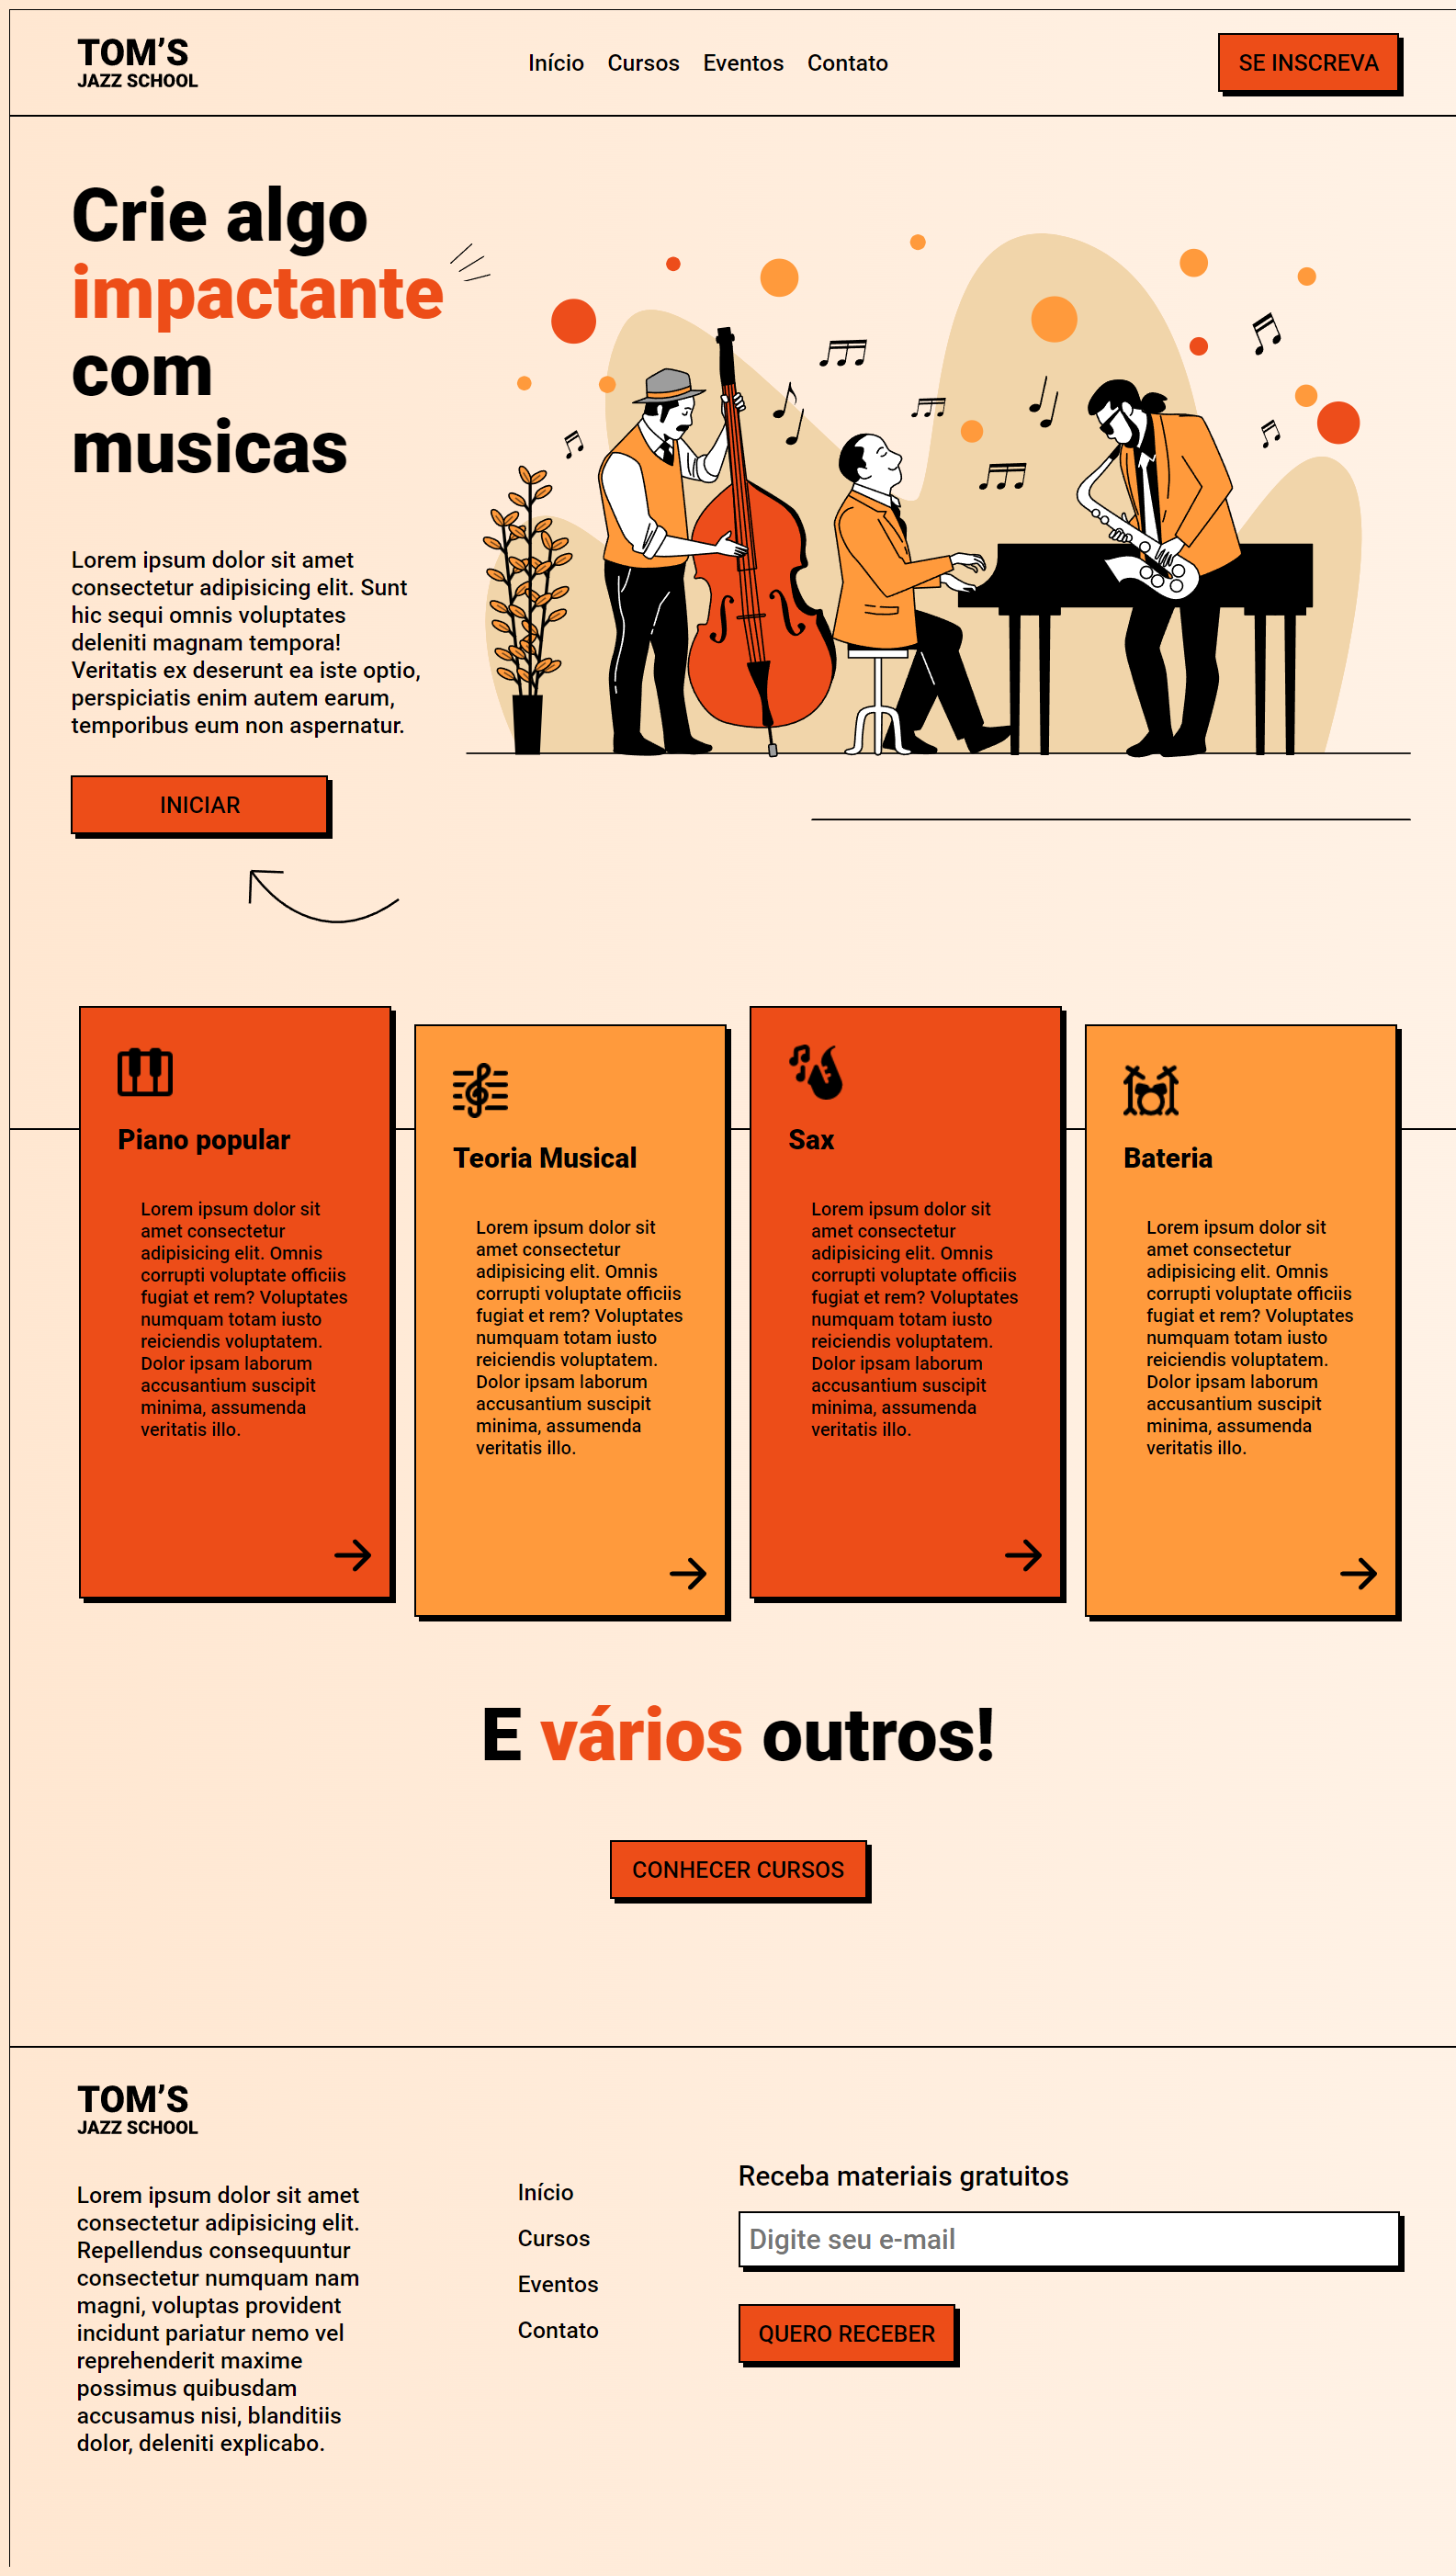 TOM'S
JAZZ SCHOOL
Início Cursos Eventos Contato
SE INSCREVA
Crie algo
impactante
com
musicas
Lorem ipsum dolor sit amet
consectetur adipisicing elit. Sunt
hic sequi omnis voluptates
deleniti magnam tempora!
Veritatis ex deserunt ea iste optio,
perspiciatis enim autem earum,
temporibus eum non aspernatur.
INICIAR
Piano popular
Lorem ipsum dolor sit
amet consectetur
adipisicing elit. Omnis
corrupti voluptate officiis
fugiat et rem? Voluptates
numquam totam iusto
reiciendis voluptatem.
Dolor ipsam laborum
accusantium suscipit
minima, assumenda
veritatis illo.
Teoria Musical
Lorem ipsum dolor sit
amet consectetur
adipisicing elit. Omnis
corrupti voluptate officiis
fugiat et rem? Voluptates
numquam totam iusto
reiciendis voluptatem.
Dolor ipsam laborum
accusantium suscipit
minima, assumenda
veritatis illo.
Sax
Lorem ipsum dolor sit
amet consectetur
adipisicing elit. Omnis
corrupti voluptate officiis
fugiat et rem? Voluptates
numquam totam iusto
reiciendis voluptatem.
Dolor ipsam laborum
accusantium suscipit
minima, assumenda
veritatis illo.
Bateria
Lorem ipsum dolor sit
amet consectetur
adipisicing elit. Omnis
corrupti voluptate officiis
fugiat et rem? Voluptates
numquam totam iusto
reiciendis voluptatem.
Dolor ipsam laborum
accusantium suscipit
minima, assumenda
veritatis illo.
E vários outros!
CONHECER CURSOS
TOM'S
JAZZ SCHOOL
Lorem ipsum dolor sit amet
consectetur adipisicing elit.
Repellendus consequuntur
consectetur numquam nam
magni, voluptas provident
incidunt pariatur nemo vel
reprehenderit maxime
possimus quibusdam
accusamus nisi, blanditiis
dolor, deleniti explicabo.
Início
Cursos
Eventos
Contato
Receba materiais gratuitos
Digite seu e-mail
QUERO RECEBER